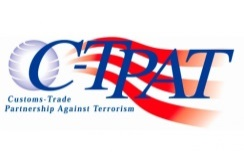 C-TPAT
Customs-Trade
Partnership Against Terrorism